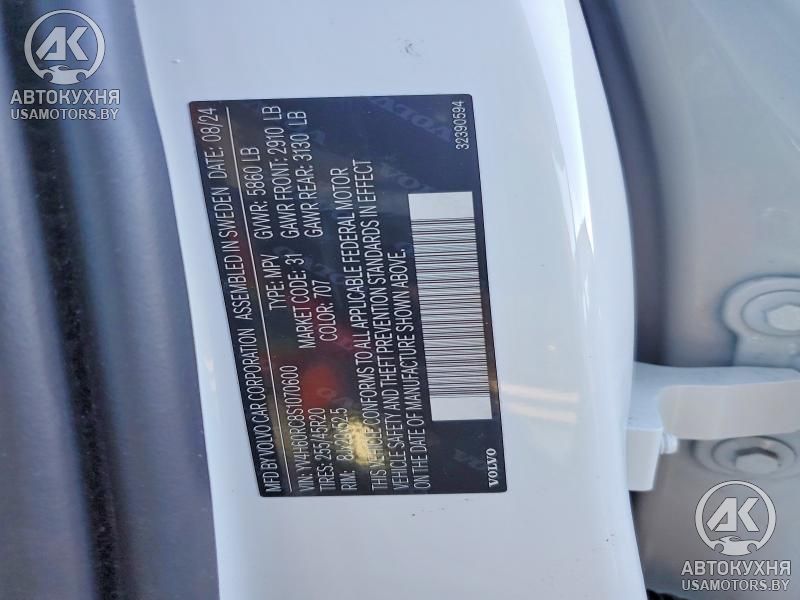 AK
АВТОКУХНЯ
USAMOTORS.BY
MFD BY VOLVO CAR CORPORATION ASSEMBLED IN SWEDEN DATE: 08/24
VIN: YV4H60RC8S1070600 TYPE: MPV GVWR: 5860 LB
TIRES: 255/45R20 MARKET CODE: 31 GAWR FRONT: 2910 LB
RIM: COLOR: 707 GAWR REAR: 3130 LB
THIS VEHICLE CONFORMS TO ALL APPLICABLE FEDERAL MOTOR
VEHICLE SAFETY AND THEFT PREVENTION STANDARDS IN EFFECT
ON THE DATE OF MANUFACTURE SHOWN ABOVE.
VOLVO
32390594
AK
АВТОКУХНЯ
USAMOTORS.BY